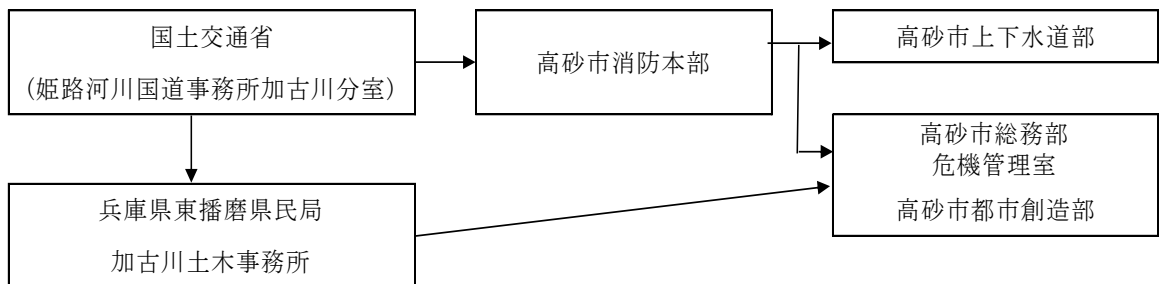 国土交通省
(姫路河川国道事務所加古川分室)
高砂市消防本部
高砂市上下水道部
高砂市総務部
危機管理室
高砂市都市創造部
兵庫県東播磨県民局
加古川土木事務所